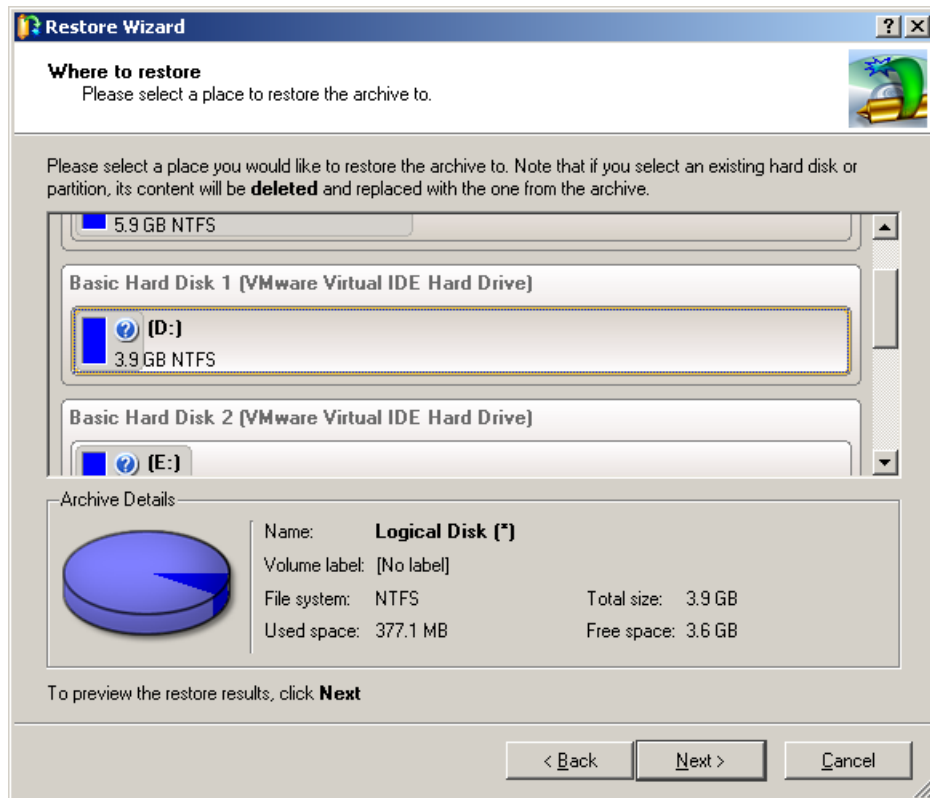 Restore Wizard
Where to restore
Please select a place to restore the archive to.
Please select a place you would like to restore the archive to. Note that if you select an existing hard disk or
partition, its content will be deleted and replaced with the one from the archive.
5.9 GB NTFS
Basic Hard Disk 1 (VMware Virtual IDE Hard Drive)
(D:)
3.9 GB NTFS
Basic Hard Disk 2 (VMware Virtual IDE Hard Drive)
(E:)
Archive Details
Name: Logical Disk (*)
Volume label: [No label]
File system: NTFS Total size: 3.9 GB
Used space: 377.1 MB Free space: 3.6 GB
To preview the restore results, click Next
< Back Next > Cancel